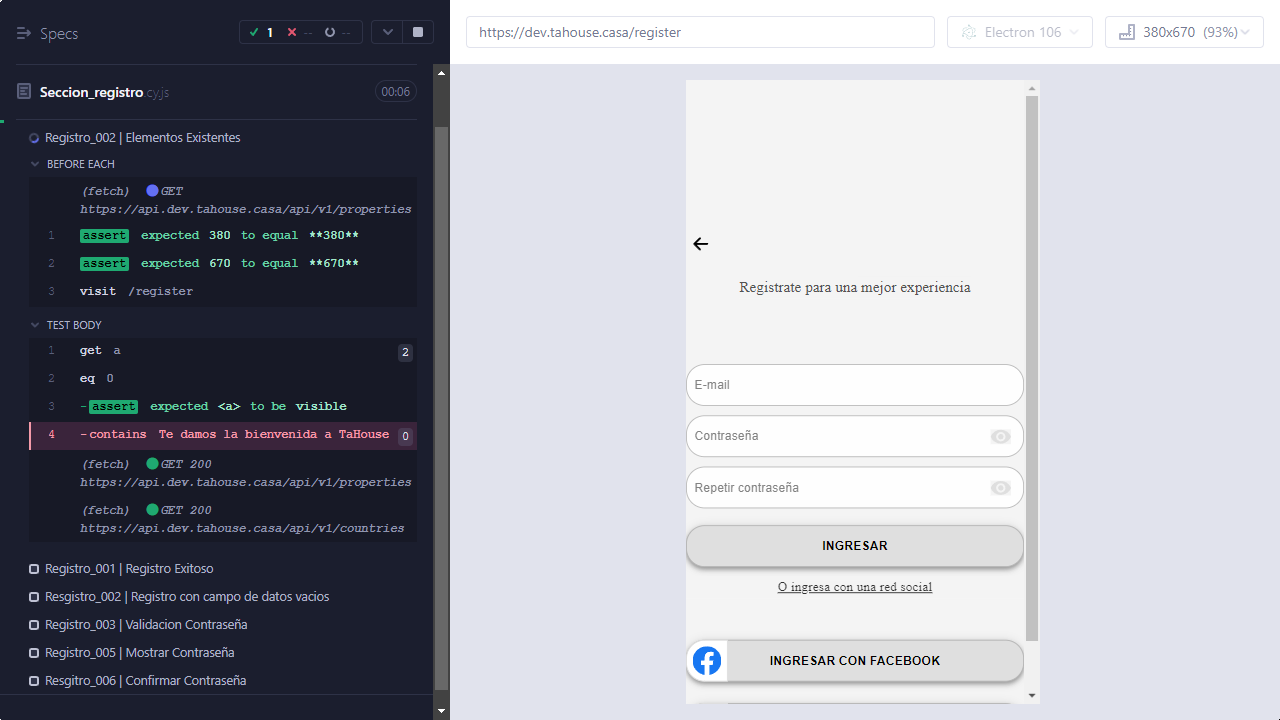 Specs
1 -- --
Seccion_registro.cy.js 00:06
Registro_002 | Elementos Existentes
BEFORE EACH
(fetch) GET
https://api.dev.tahouse.casa/api/v1/properties
1 assert expected 380 to equal **380**
2 assert expected 670 to equal **670**
3 visit /register
TEST BODY
1 get a 2
2 eq 0
3 -assert expected <a> to be visible
4 -contains Te damos la bienvenida a TaHouse 0
(fetch) GET 200
https://api.dev.tahouse.casa/api/v1/properties
(fetch) GET 200
https://api.dev.tahouse.casa/api/v1/countries
Registro_001 | Registro Exitoso
Resgistro_002 | Registro con campo de datos vacios
Registro_003 | Validacion Contraseña
Registro_005 | Mostrar Contraseña
Resgitro_006 | Confirmar Contraseña
https://dev.tahouse.casa/register
Electron 106
380x670 (93%)
Registrate para una mejor experiencia
E-mail
Contraseña
Repetir contraseña
INGRESAR
O ingresa con una red social
INGRESAR CON FACEBOOK